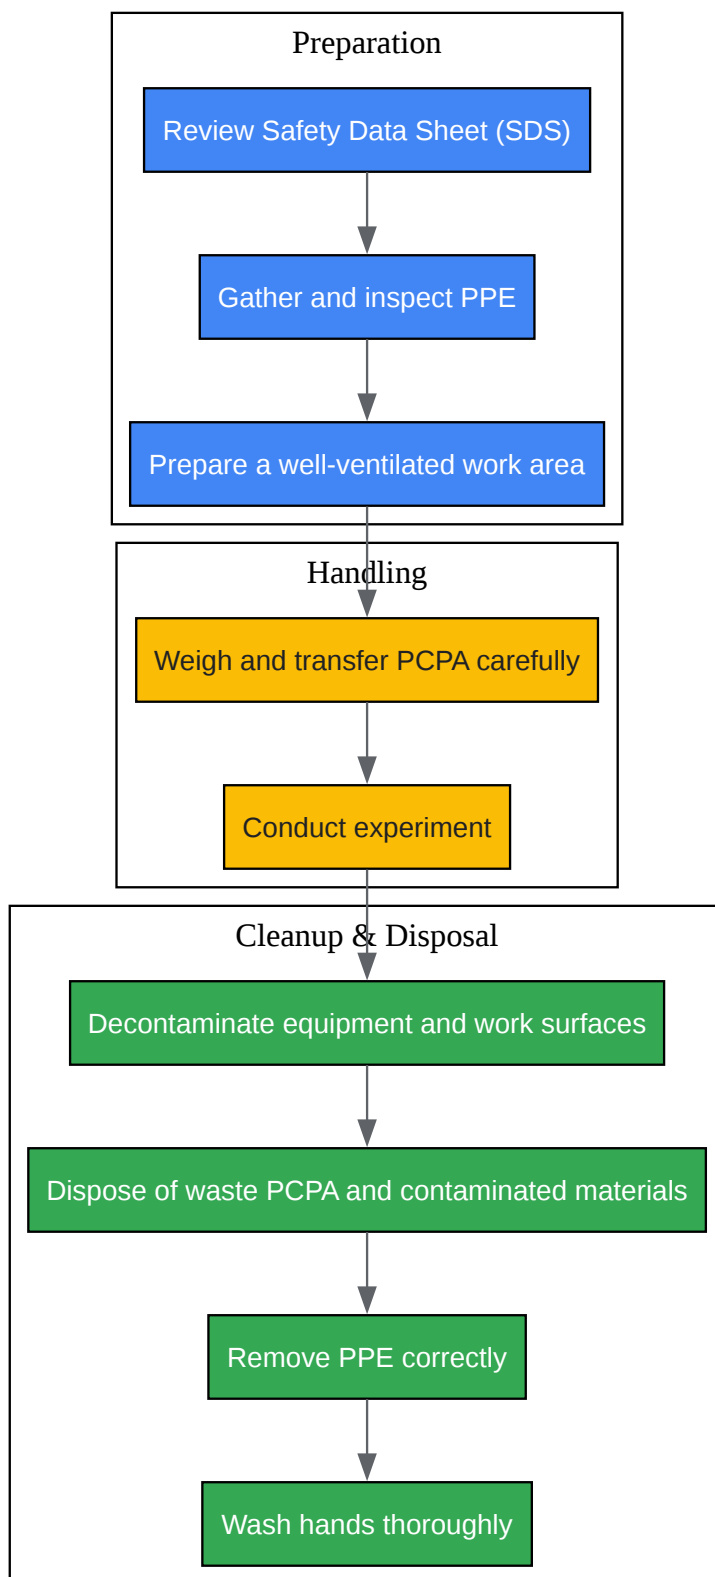 Preparation
Review Safety Data Sheet (SDS)
Gather and inspect PPE
Prepare a well-ventilated work area
Handling
Weigh and transfer PCPA carefully
Conduct experiment
Cleanup & Disposal
Decontaminate equipment and work surfaces
Dispose of waste PCPA and contaminated materials
Remove PPE correctly
Wash hands thoroughly